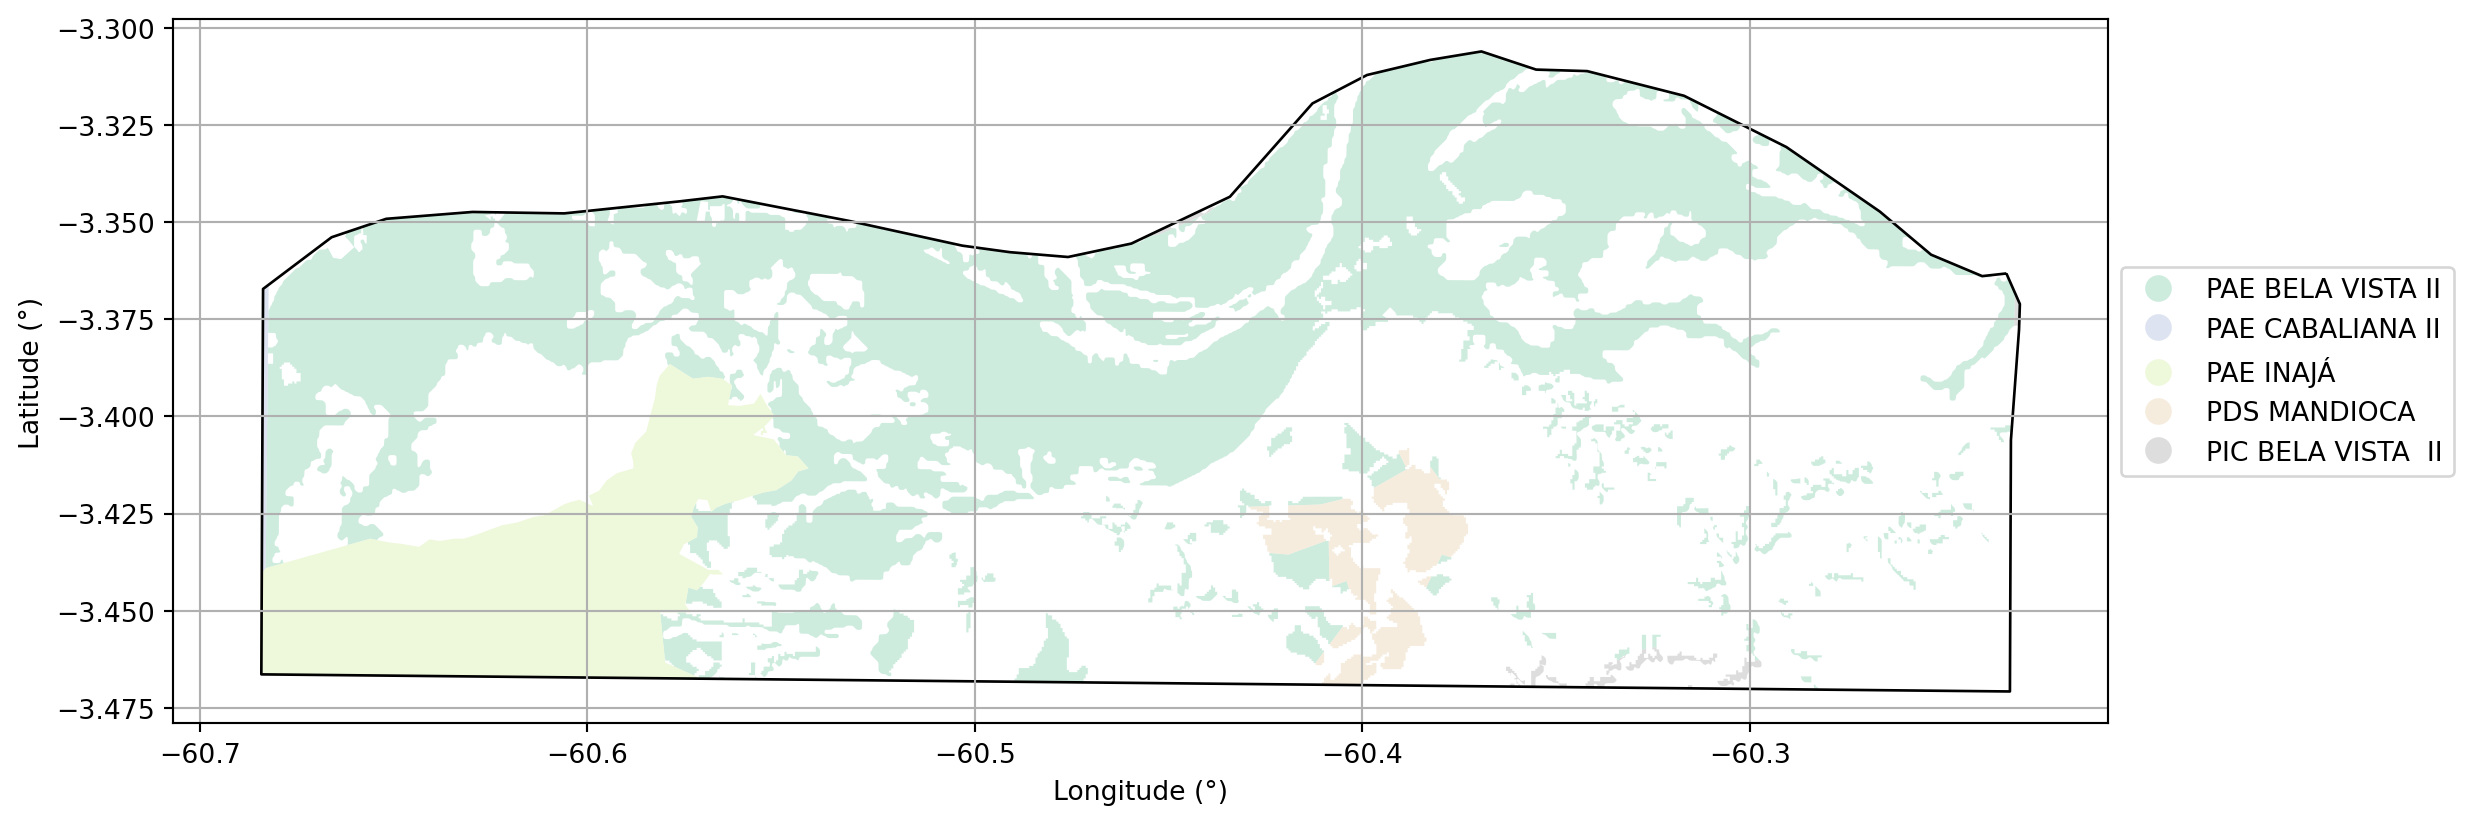 −3.300
−3.325
−3.350
−3.375
−3.400
−3.425
−3.450
−3.475
Latitude (°)
−60.7
−60.6
−60.5
−60.4
−60.3
Longitude (°)
PAE BELA VISTA II
PAE CABALIANA II
PAE INAJÁ
PDS MANDIOCA
PIC BELA VISTA  II